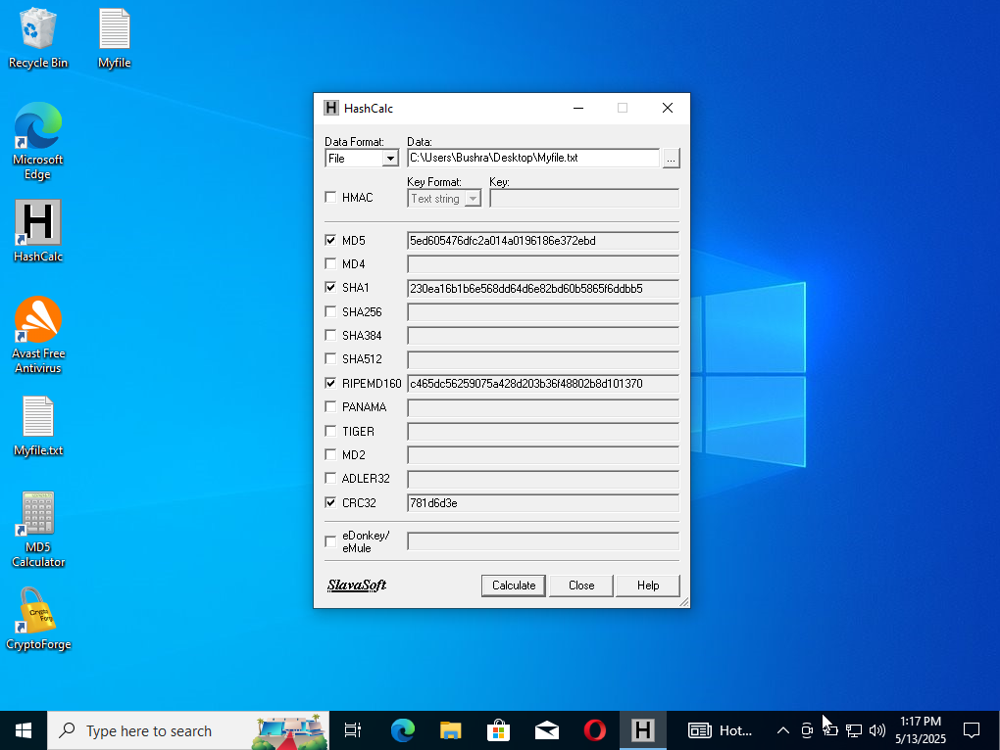 Recycle Bin
Myfile
Microsoft
Edge
HashCalc
Avast Free
Antivirus
Myfile.txt
MD5
Calculator
Crypto
Forge
CryptoForge
H HashCalc
Data Format:
Data:
File
C:\Users\Bushra\Desktop\Myfile.txt
...
HMAC
Key Format:
Key:
Text string
MD5
5ed605476dfc2a014a0196186e372ebd
MD4
SHA1
230ea16b1b6e568dd64d6e82bd60b5865f6ddbb5
SHA256
SHA384
SHA512
RIPEMD160
c465dc56259075a428d203b36f48802b8d101370
PANAMA
TIGER
MD2
ADLER32
CRC32
781d6d3e
eDonkey/
eMule
SlavaSoft
Calculate
Close
Help
Type here to search
H
Hot...
1:17 PM
5/13/2025